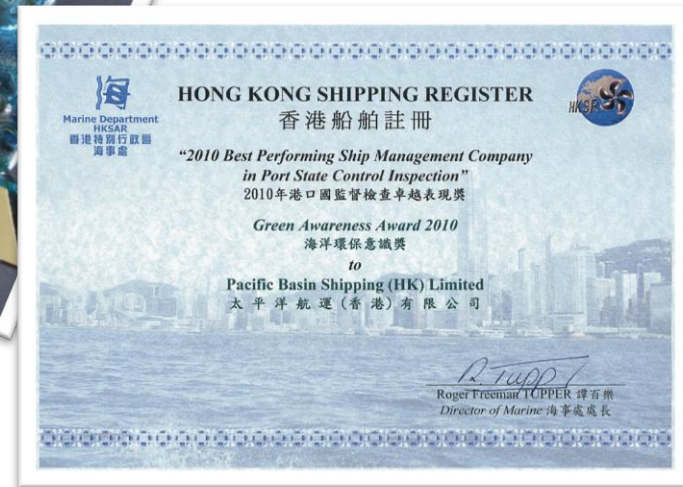 海
Marine Department
HKSAR
香港特別行政區
海事處
HONG KONG SHIPPING REGISTER
香港船舶註冊
HKSR
"2010 Best Performing Ship Management Company
in Port State Control Inspection"
2010年港口國監督檢查卓越表現獎
Green Awareness Award 2010
海洋環保意識獎
to
Pacific Basin Shipping (HK) Limited
太平洋航運(香港)有限公司
R. Tupper
Roger Freeman TUPPER 譚百樂
Director of Marine 海事處處長